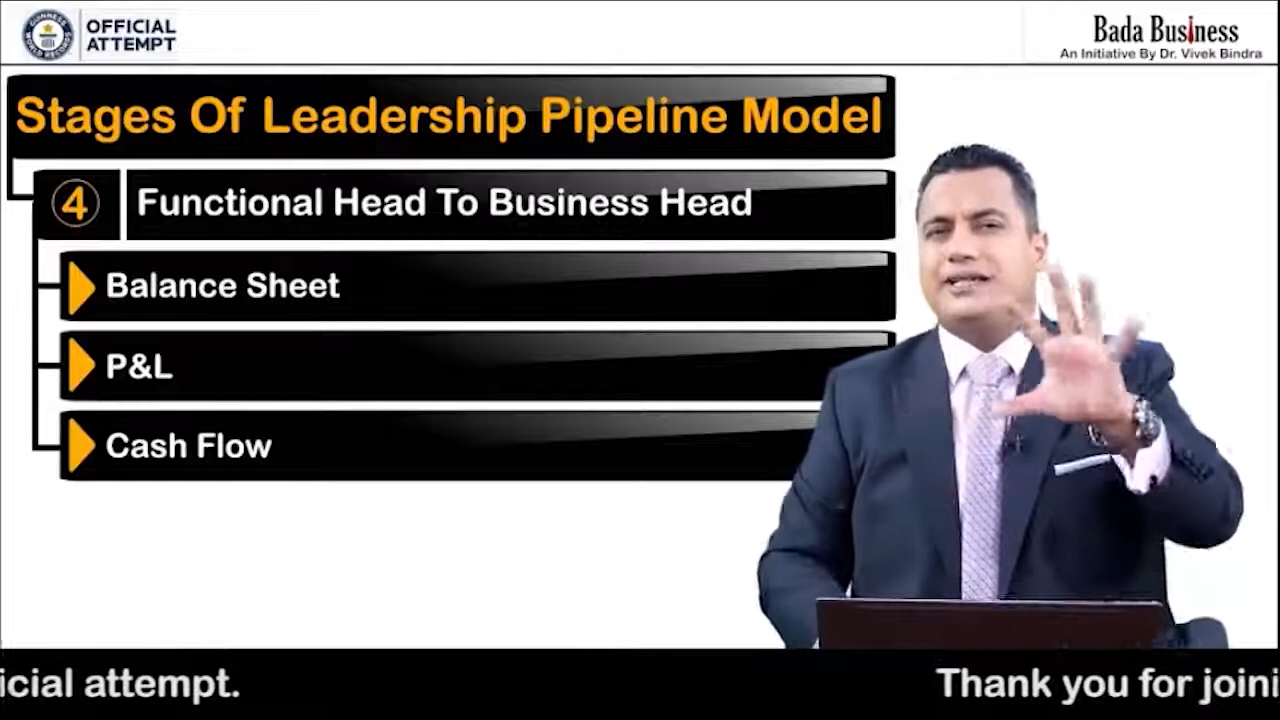 OFFICIAL
ATTEMPT
Bada Business
An Initiative By Dr. Vivek Bindra
Stages Of Leadership Pipeline Model
4 Functional Head To Business Head
Balance Sheet
P&L
Cash Flow
icial attempt.
Thank you for joini